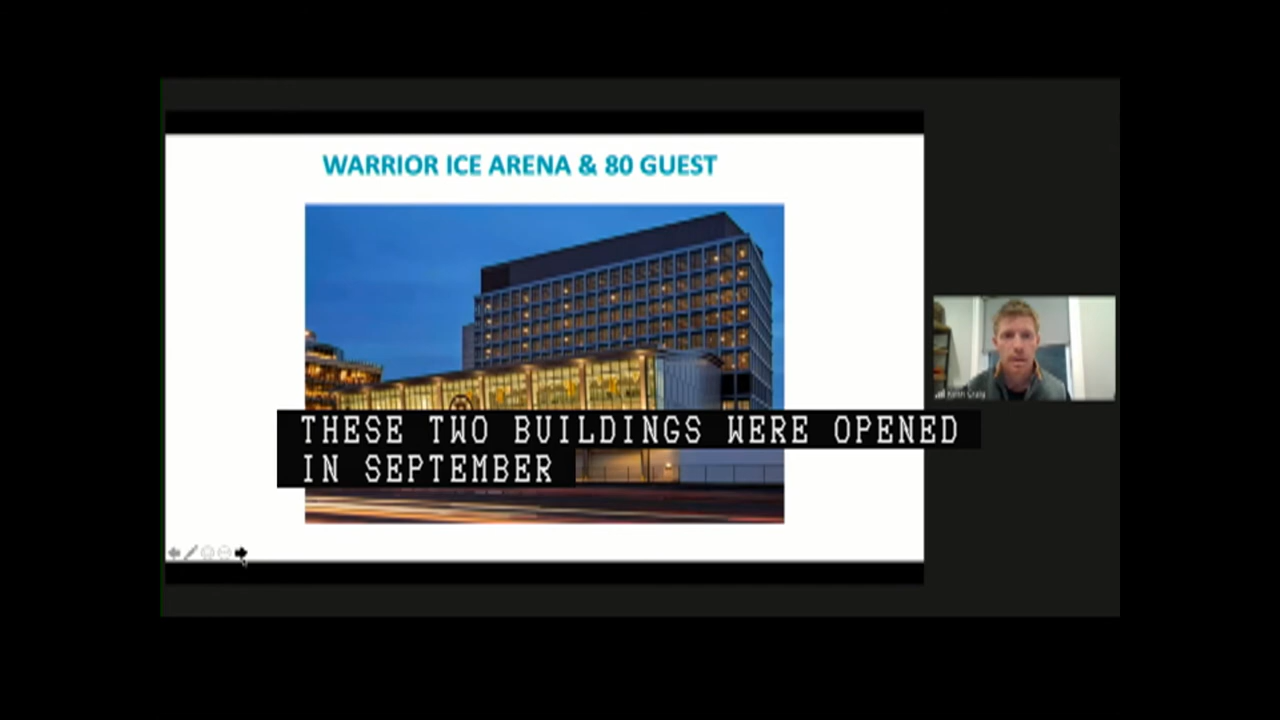 WARRIOR ICE ARENA & 80 GUEST
THESE TWO BUILDINGS WERE OPENED
IN SEPTEMBER